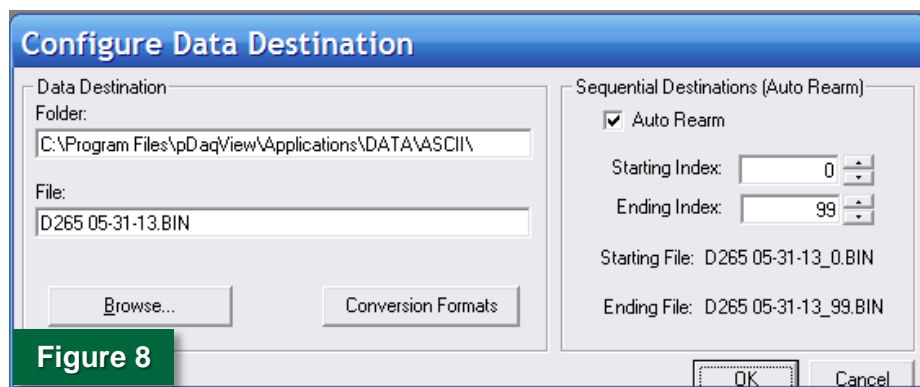 Configure Data Destination
Data Destination
Folder:
C:\Program Files\pDaqView\Applications\DATA\ASCII\
File:
D265 05-31-13.BIN
Browse...
Conversion Formats
Sequential Destinations (Auto Rearm)
Auto Rearm
Starting Index: 0
Ending Index: 99
Starting File: D265 05-31-13_0.BIN
Ending File: D265 05-31-13_99.BIN
OK
Cancel
Figure 8